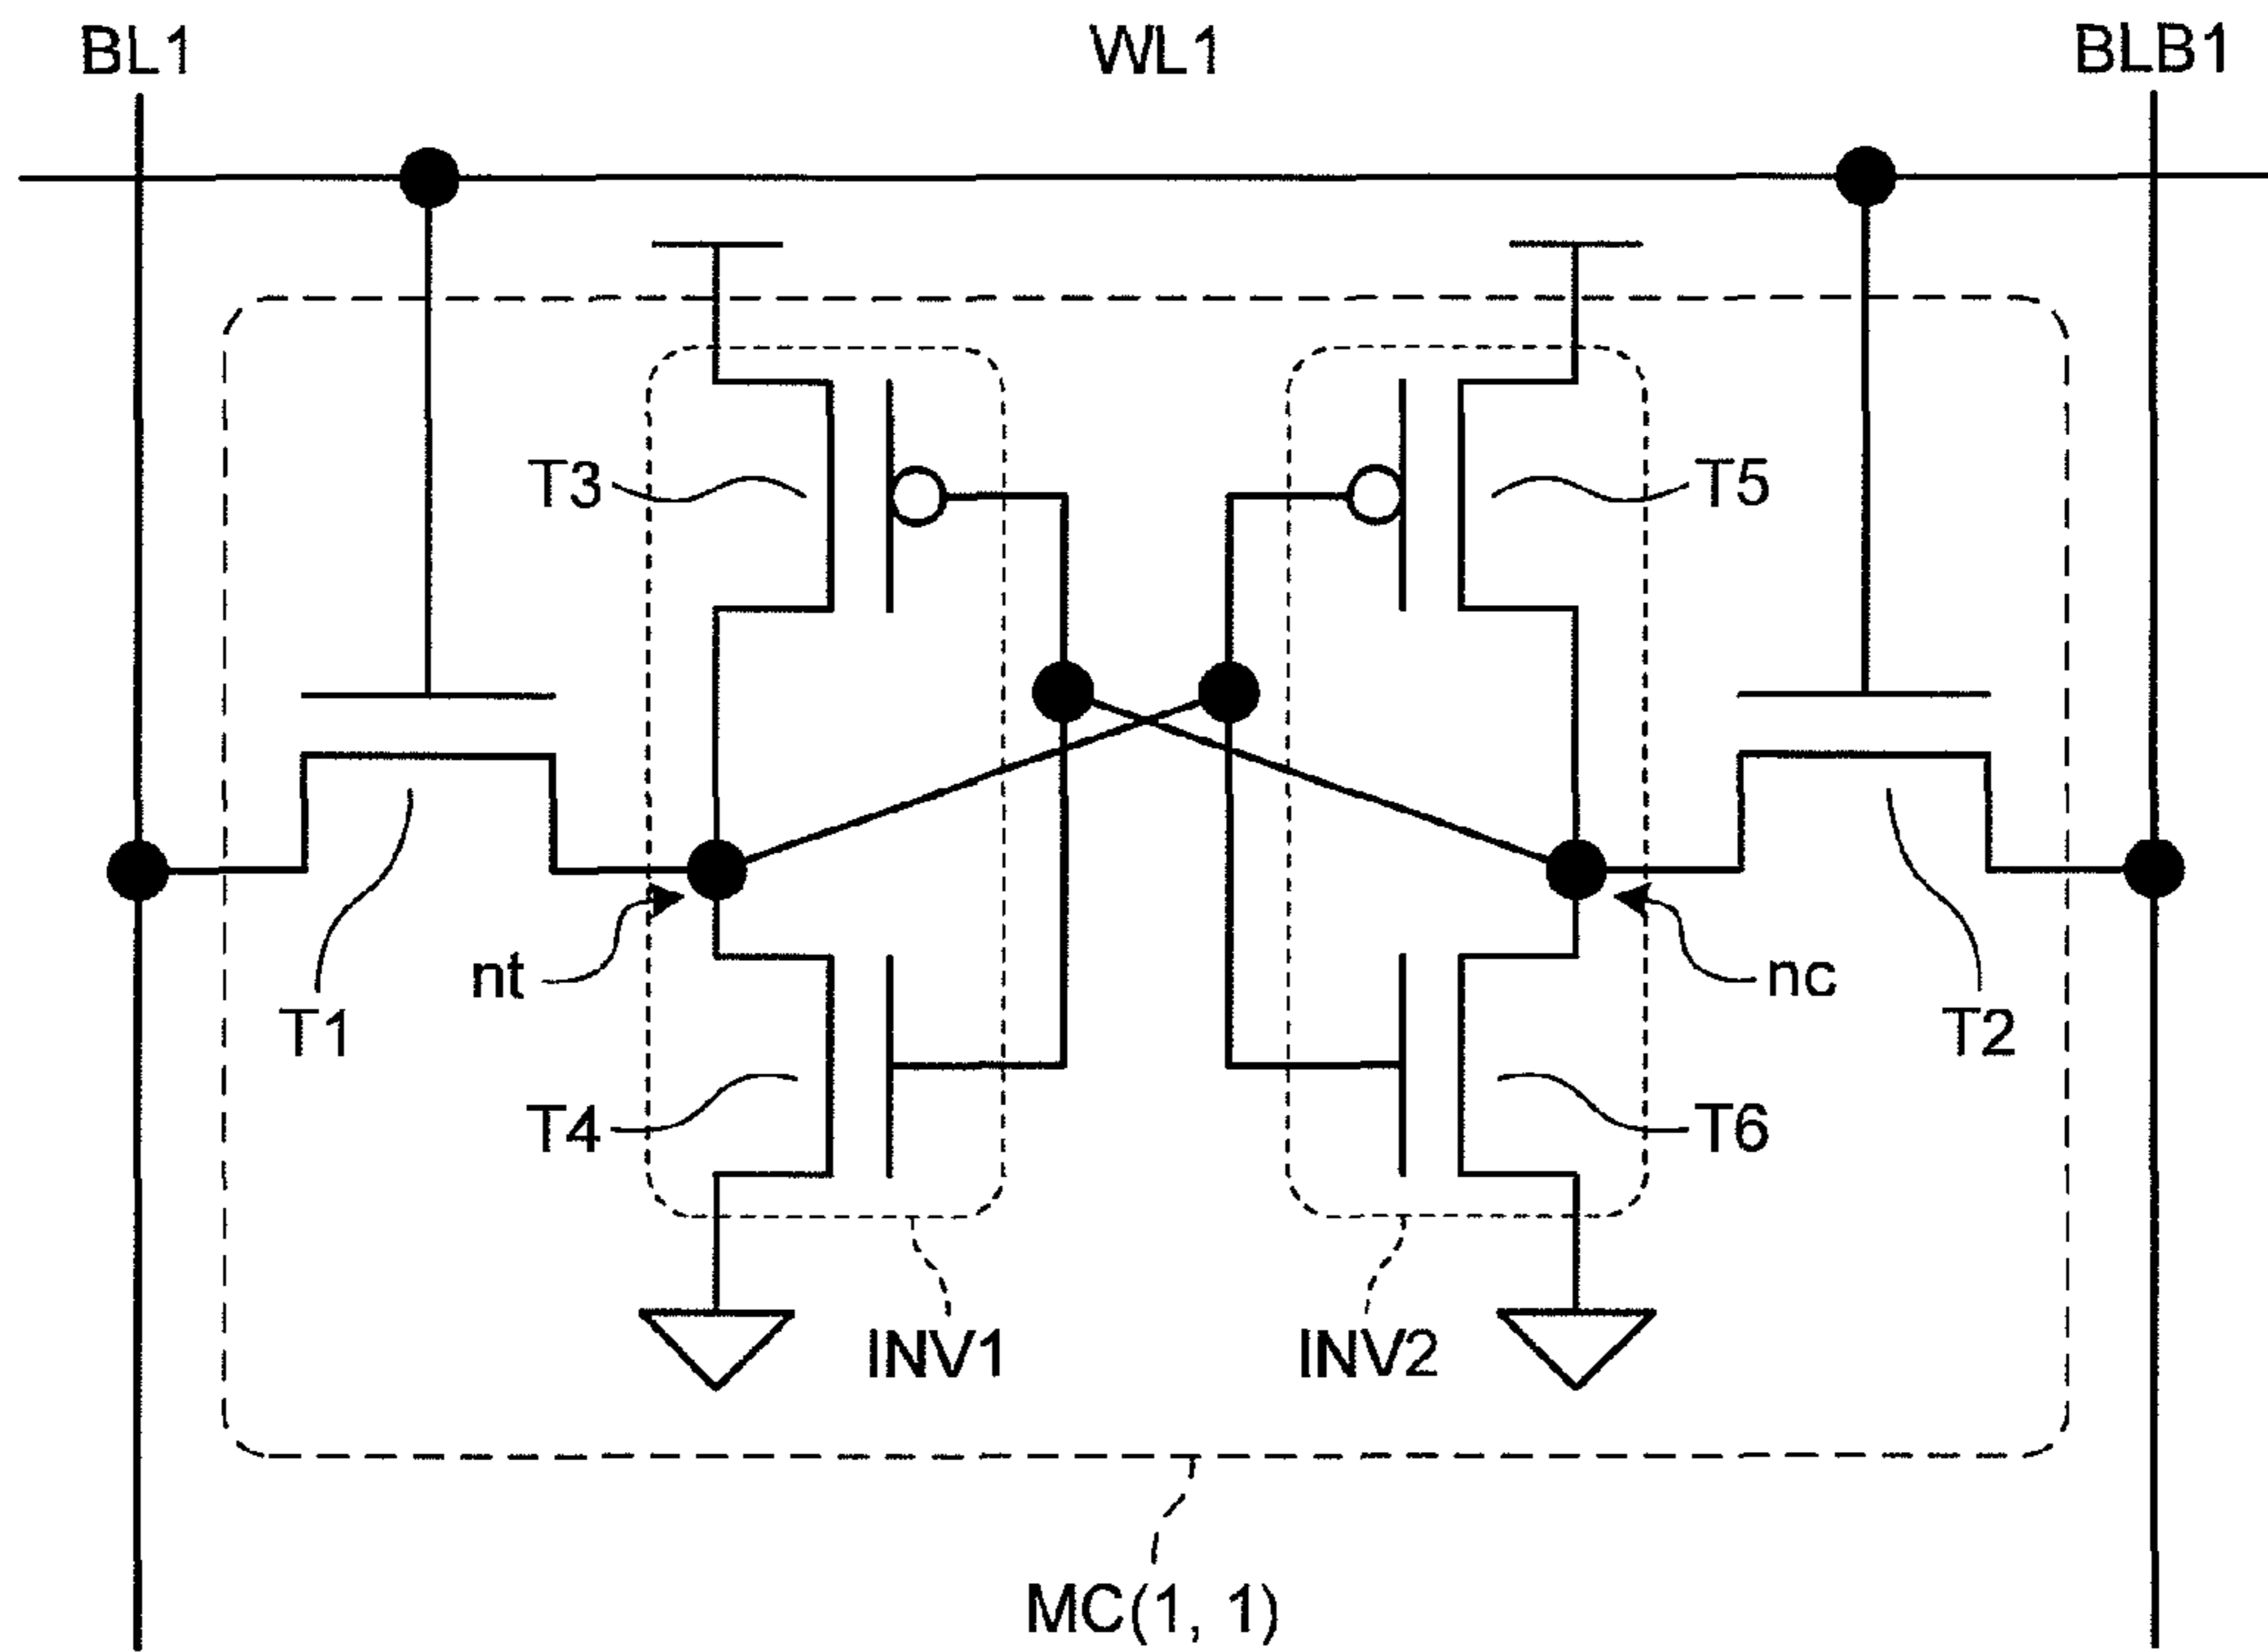 BL1
WL1
BLB1
T3
T5
nt
nc
T1
T2
T4
T6
INV1
INV2
MC(1, 1)